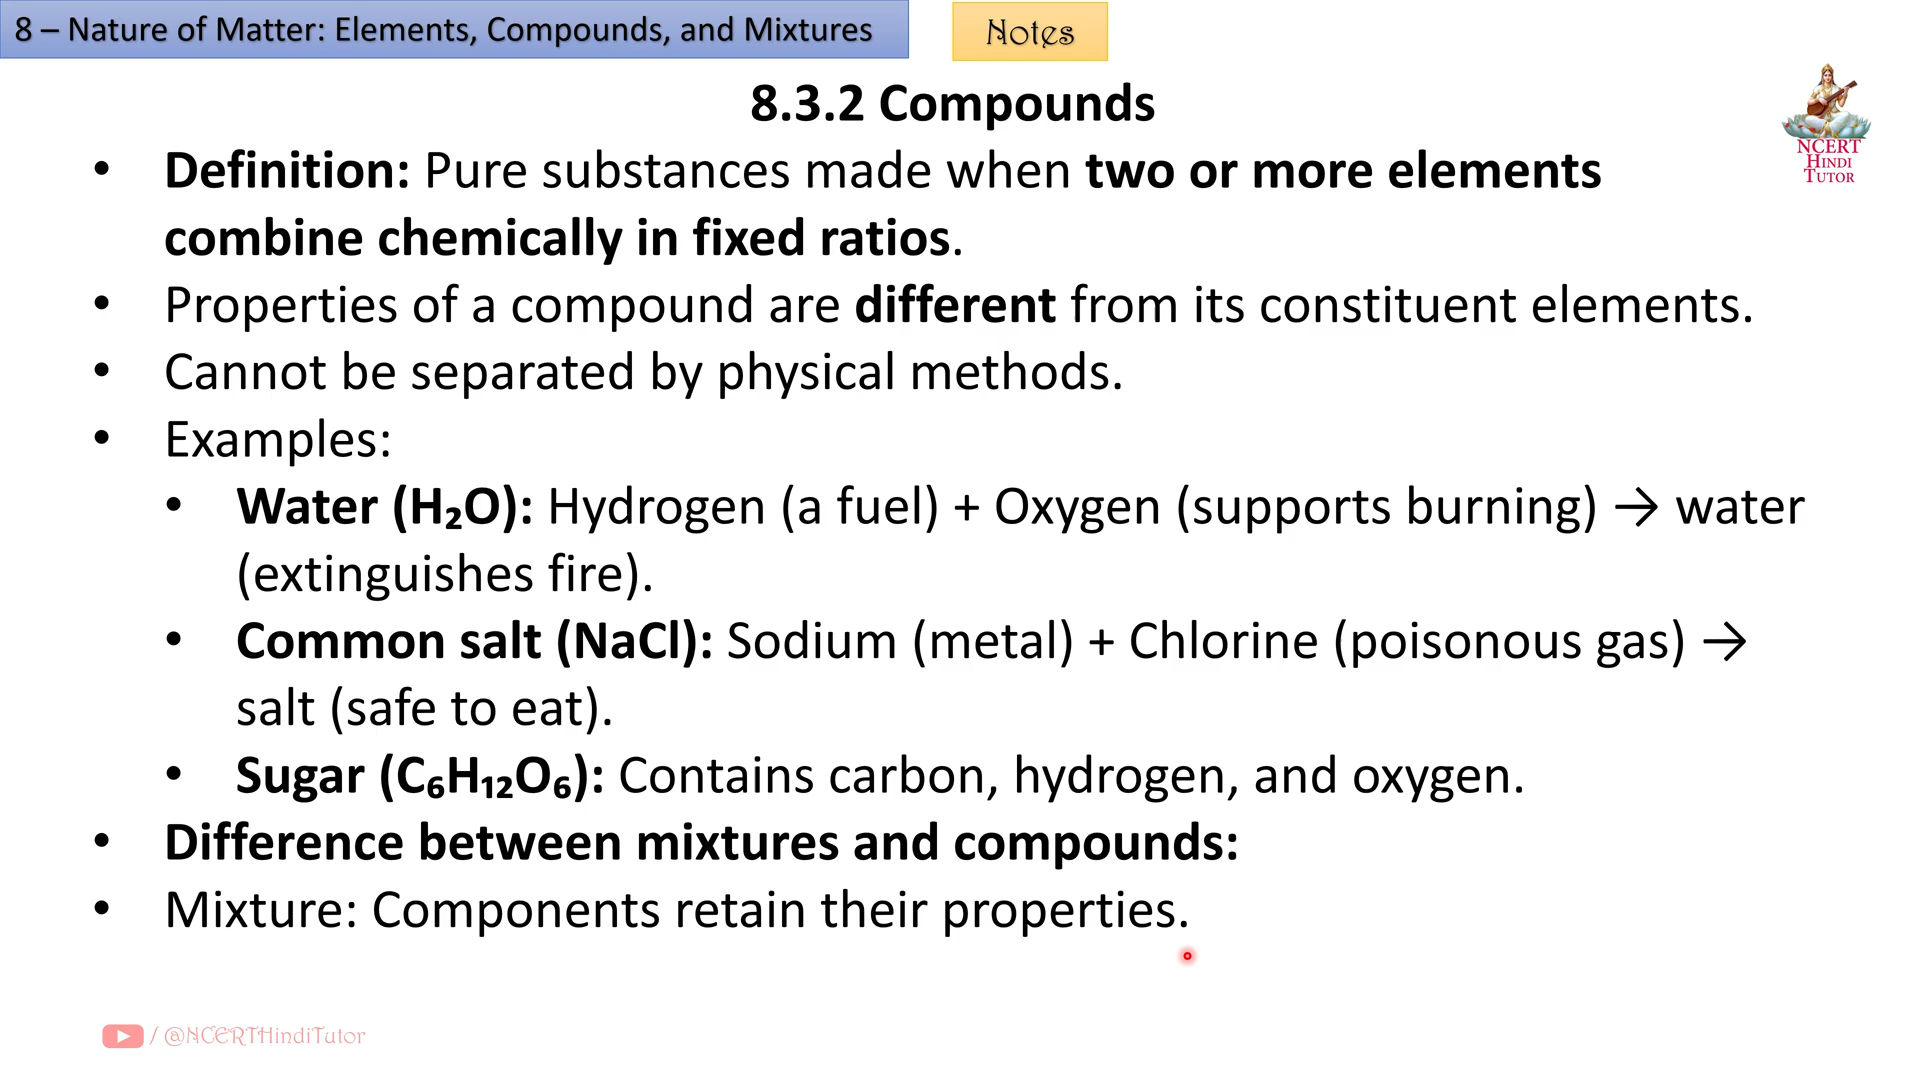 8 – Nature of Matter: Elements, Compounds, and Mixtures
Notes
8.3.2 Compounds
NCERT
HINDI
TUTOR
• Definition: Pure substances made when two or more elements
combine chemically in fixed ratios.
• Properties of a compound are different from its constituent elements.
• Cannot be separated by physical methods.
• Examples:
• Water (H₂O): Hydrogen (a fuel) + Oxygen (supports burning) → water
(extinguishes fire).
• Common salt (NaCl): Sodium (metal) + Chlorine (poisonous gas) →
salt (safe to eat).
• Sugar (C₆H₁₂O₆): Contains carbon, hydrogen, and oxygen.
• Difference between mixtures and compounds:
• Mixture: Components retain their properties.
/ @NCERTHindiTutor